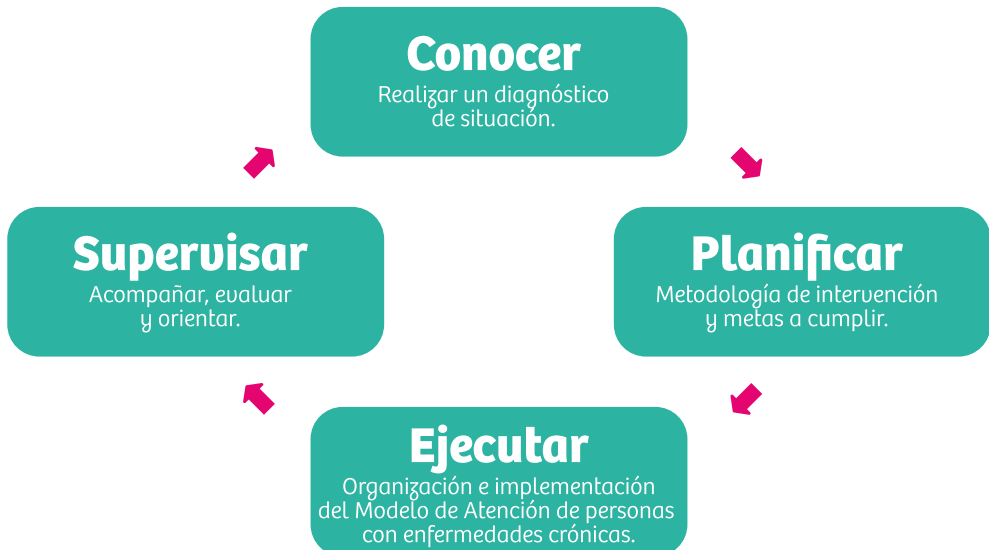 Conocer
Realizar un diagnóstico
de situación.
Supervisar
Acompañar, evaluar
y orientar.
Planificar
Metodología de intervención
y metas a cumplir.
Ejecutar
Organización e implementación
del Modelo de Atención de personas
con enfermedades crónicas.